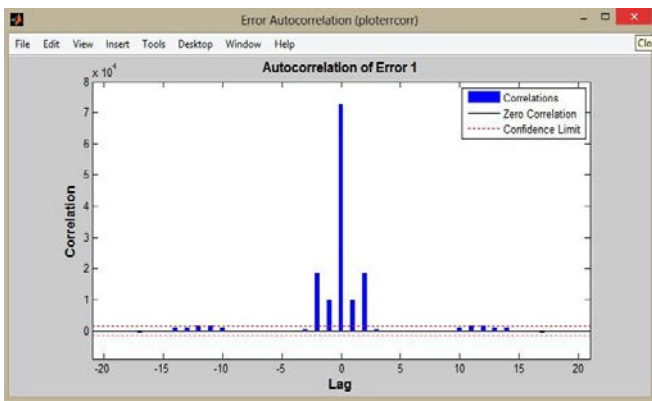 Error Autocorrelation (ploterrcorr)
File Edit View Insert Tools Desktop Window Help
Clo
Autocorrelation of Error 1
x 10^4
8
7
6
5
4
3
2
1
0
Correlation
Correlations
Zero Correlation
Confidence Limit
-20 -15 -10 -5 0 5 10 15 20
Lag